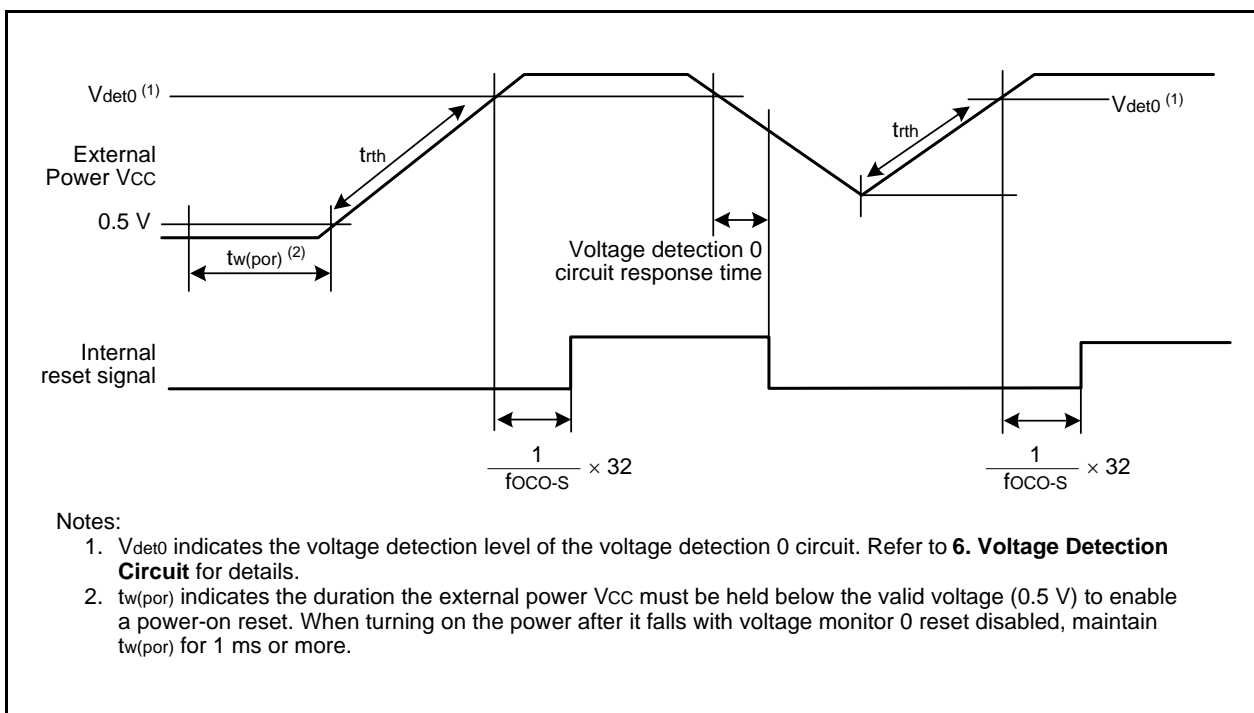 Vdet0 (1)
External
Power VCC
0.5 V
trth
tw(por) (2)
Voltage detection 0
circuit response time
trth
Vdet0 (1)
Internal
reset signal
1
fOCO-S
× 32
1
fOCO-S
× 32
Notes:
1. Vdet0 indicates the voltage detection level of the voltage detection 0 circuit. Refer to 6. Voltage Detection
Circuit for details.
2. tw(por) indicates the duration the external power VCC must be held below the valid voltage (0.5 V) to enable
a power-on reset. When turning on the power after it falls with voltage monitor 0 reset disabled, maintain
tw(por) for 1 ms or more.